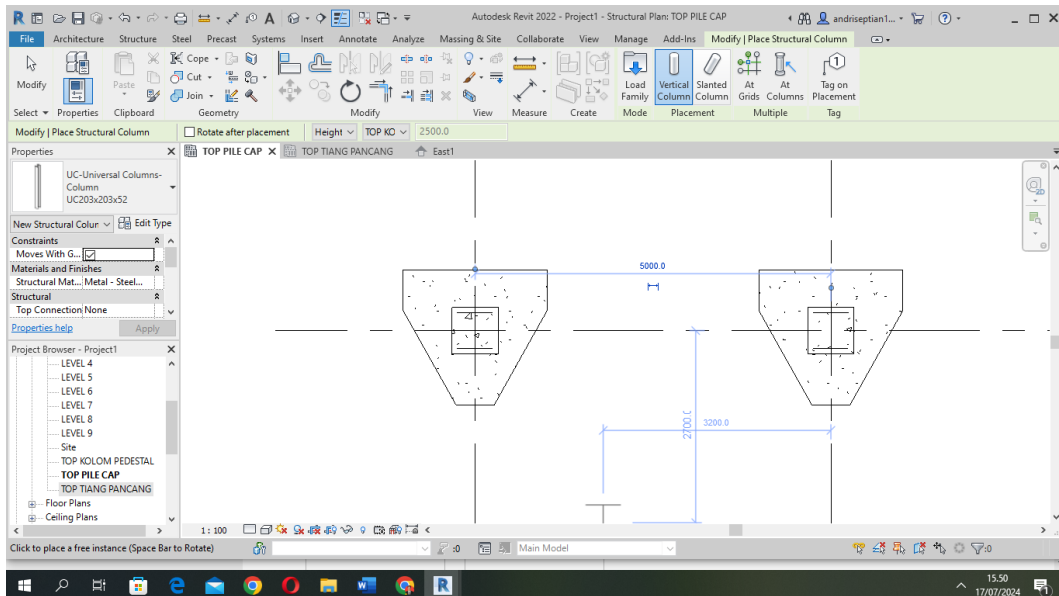 Autodesk Revit 2022 - Project1 - Structural Plan: TOP PILE CAP
andriseptian1...
File Architecture Structure Steel Precast Systems Insert Annotate Analyze Massing & Site Collaborate View Manage Add-Ins Modify | Place Structural Column
Modify
Paste
Cope
Cut
Join
Load Family
Vertical Column
Slanted Column
At Grids
At Columns
Tag on Placement
Select Properties Clipboard Geometry Modify View Measure Create Mode Placement Multiple Tag
Modify | Place Structural Column Rotate after placement Height TOP KO 2500.0
Properties X TOP PILE CAP X TOP TIANG PANCANG East1
UC-Universal Columns-
Column
UC203x203x52
New Structural Colur Edit Type
Constraints
Moves With G...
Materials and Finishes
Structural Mat... Metal - Steel...
Structural
Top Connection None
Properties help Apply
Project Browser - Project1 X
LEVEL 4
LEVEL 5
LEVEL 6
LEVEL 7
LEVEL 8
LEVEL 9
Site
TOP KOLOM PEDESTAL
TOP PILE CAP
TOP TIANG PANCANG
Floor Plans
Ceiling Plans
5000.0
2700.0
3200.0
1 : 100
Click to place a free instance (Space Bar to Rotate) :0 Main Model :0
15.50
17/07/2024